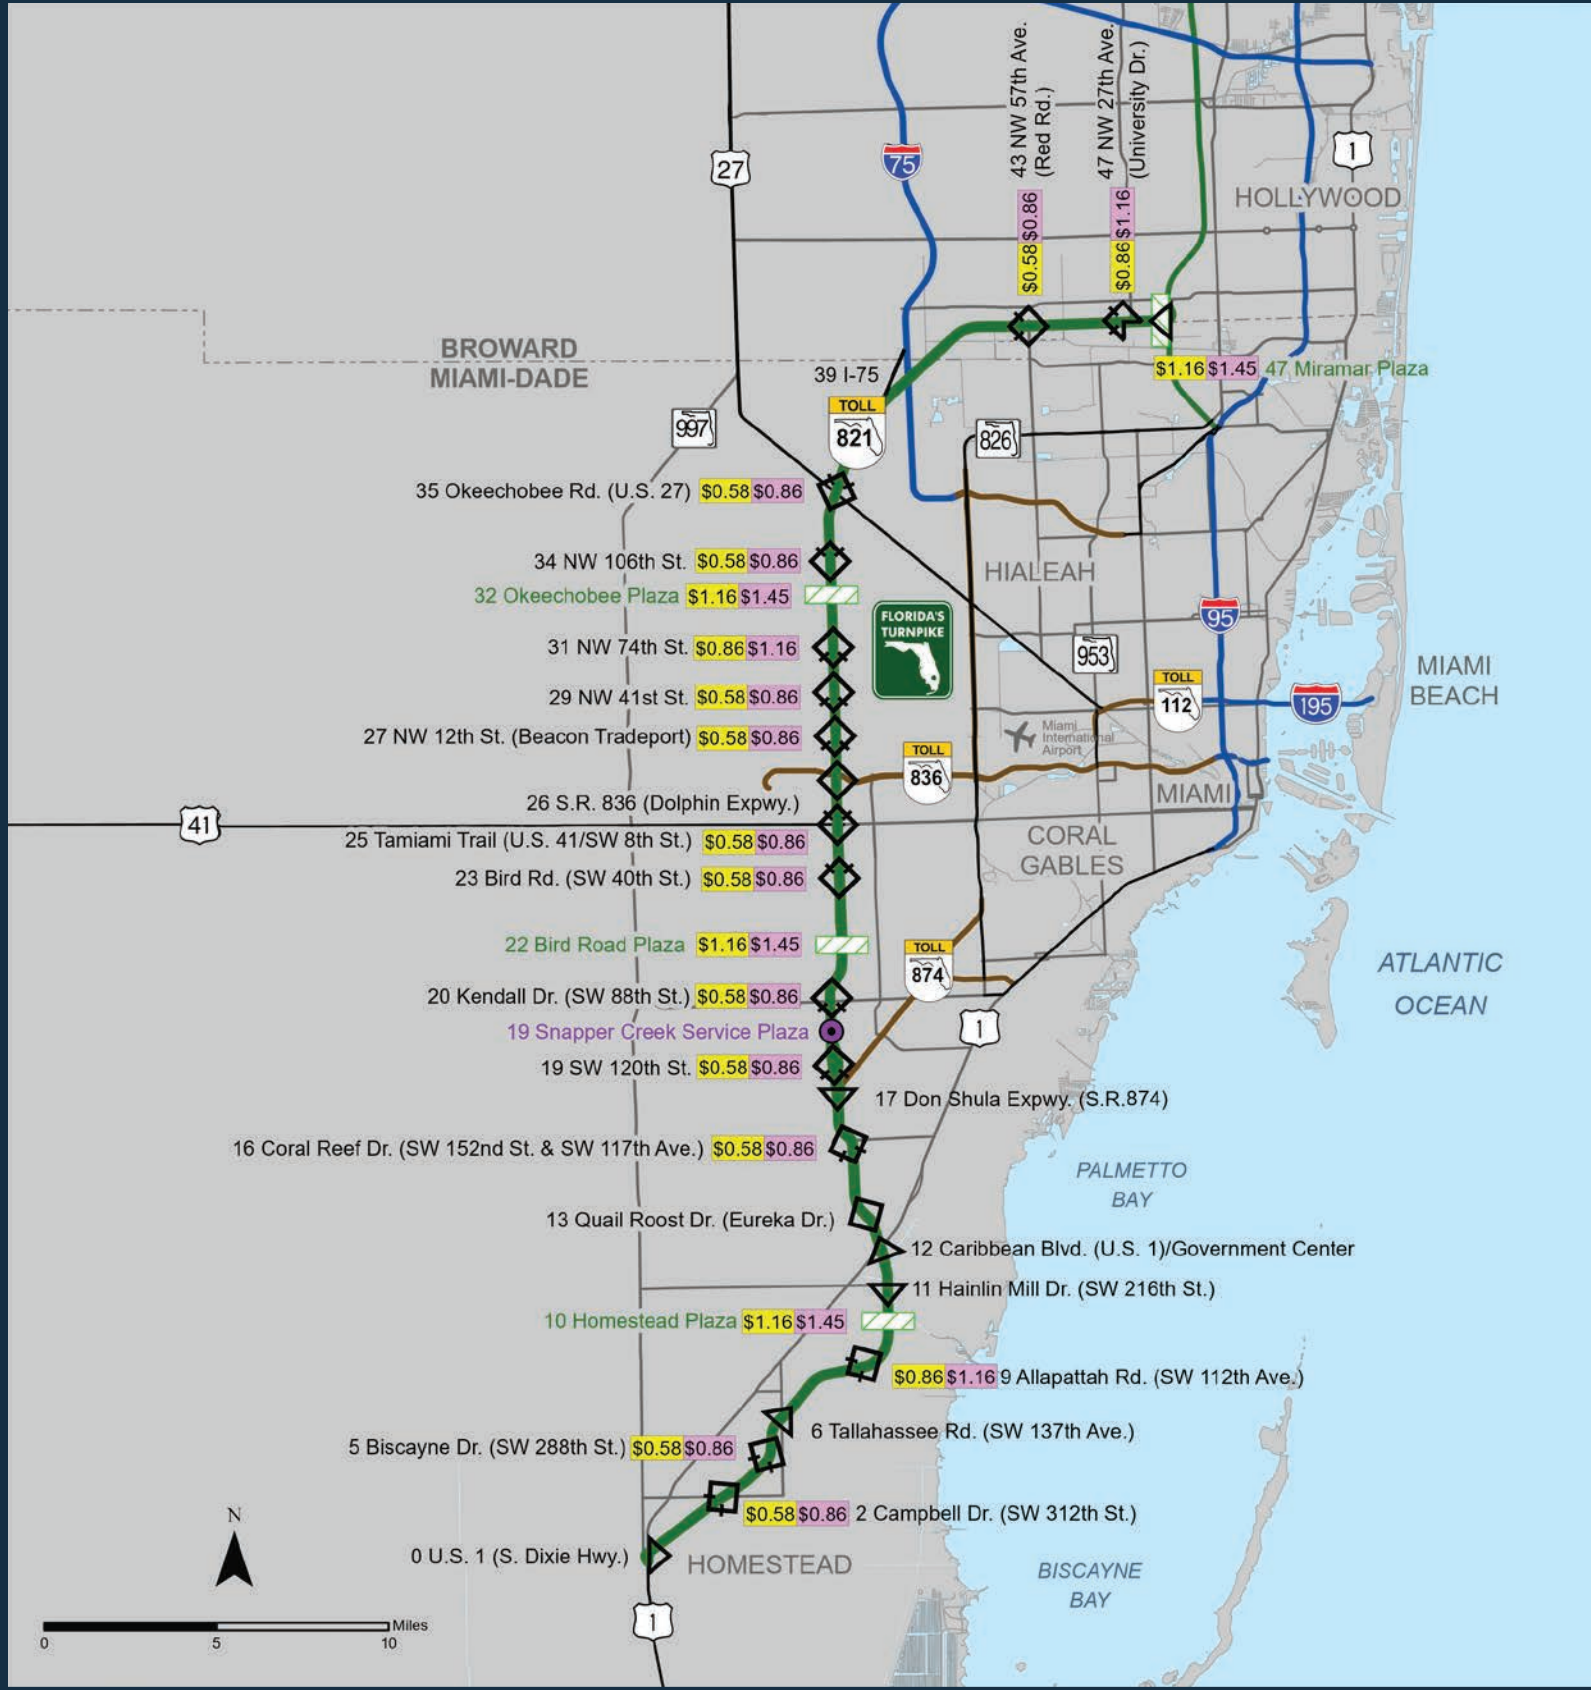 43 NW 57th Ave.
(Red Rd.)
$0.58 $0.86
47 NW 27th Ave.
(University Dr.)
$0.86 $1.16
27
75
1
HOLLYWOOD
BROWARD
MIAMI-DADE
39 I-75
$1.16 $1.45 47 Miramar Plaza
TOLL
821
997
826
35 Okeechobee Rd. (U.S. 27) $0.58 $0.86
34 NW 106th St. $0.58 $0.86
HIALEAH
32 Okeechobee Plaza $1.16 $1.45
FLORIDA'S
TURNPIKE
95
31 NW 74th St. $0.86 $1.16
953
MIAMI
BEACH
29 NW 41st St. $0.58 $0.86
TOLL
112
195
27 NW 12th St. (Beacon Tradeport) $0.58 $0.86
Miami
International
Airport
TOLL
836
26 S.R. 836 (Dolphin Expwy.)
MIAMI
41
25 Tamiami Trail (U.S. 41/SW 8th St.) $0.58 $0.86
CORAL
GABLES
23 Bird Rd. (SW 40th St.) $0.58 $0.86
22 Bird Road Plaza $1.16 $1.45
TOLL
874
ATLANTIC
OCEAN
20 Kendall Dr. (SW 88th St.) $0.58 $0.86
19 Snapper Creek Service Plaza
1
19 SW 120th St. $0.58 $0.86
17 Don Shula Expwy. (S.R.874)
16 Coral Reef Dr. (SW 152nd St. & SW 117th Ave.) $0.58 $0.86
PALMETTO
BAY
13 Quail Roost Dr. (Eureka Dr.)
12 Caribbean Blvd. (U.S. 1)/Government Center
11 Hainlin Mill Dr. (SW 216th St.)
10 Homestead Plaza $1.16 $1.45
$0.86 $1.16 9 Allapattah Rd. (SW 112th Ave.)
6 Tallahassee Rd. (SW 137th Ave.)
5 Biscayne Dr. (SW 288th St.) $0.58 $0.86
$0.58 $0.86 2 Campbell Dr. (SW 312th St.)
N
0 U.S. 1 (S. Dixie Hwy.)
HOMESTEAD
BISCAYNE
BAY
1
Miles
0 5 10